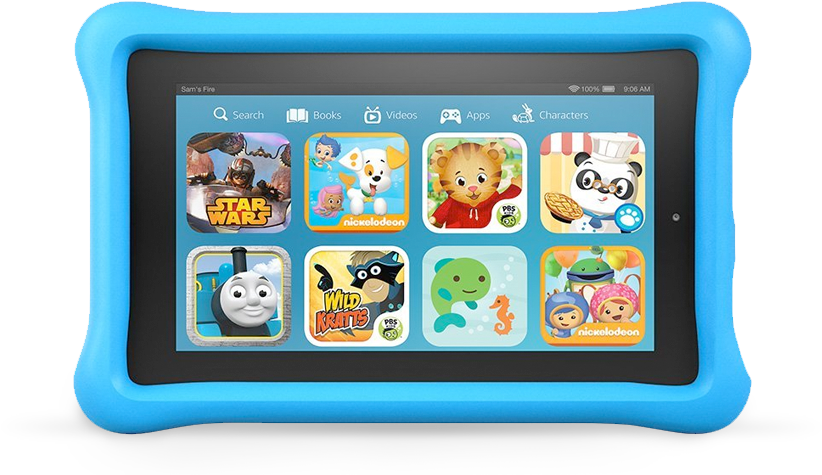 Sam's Fire
100%
9:06 AM
Search
Books
Videos
Apps
Characters
STAR
WARS
nickelodeon
PBS
KIDS
WILD
KRATTS
PBS
KIDS
nickelodeon